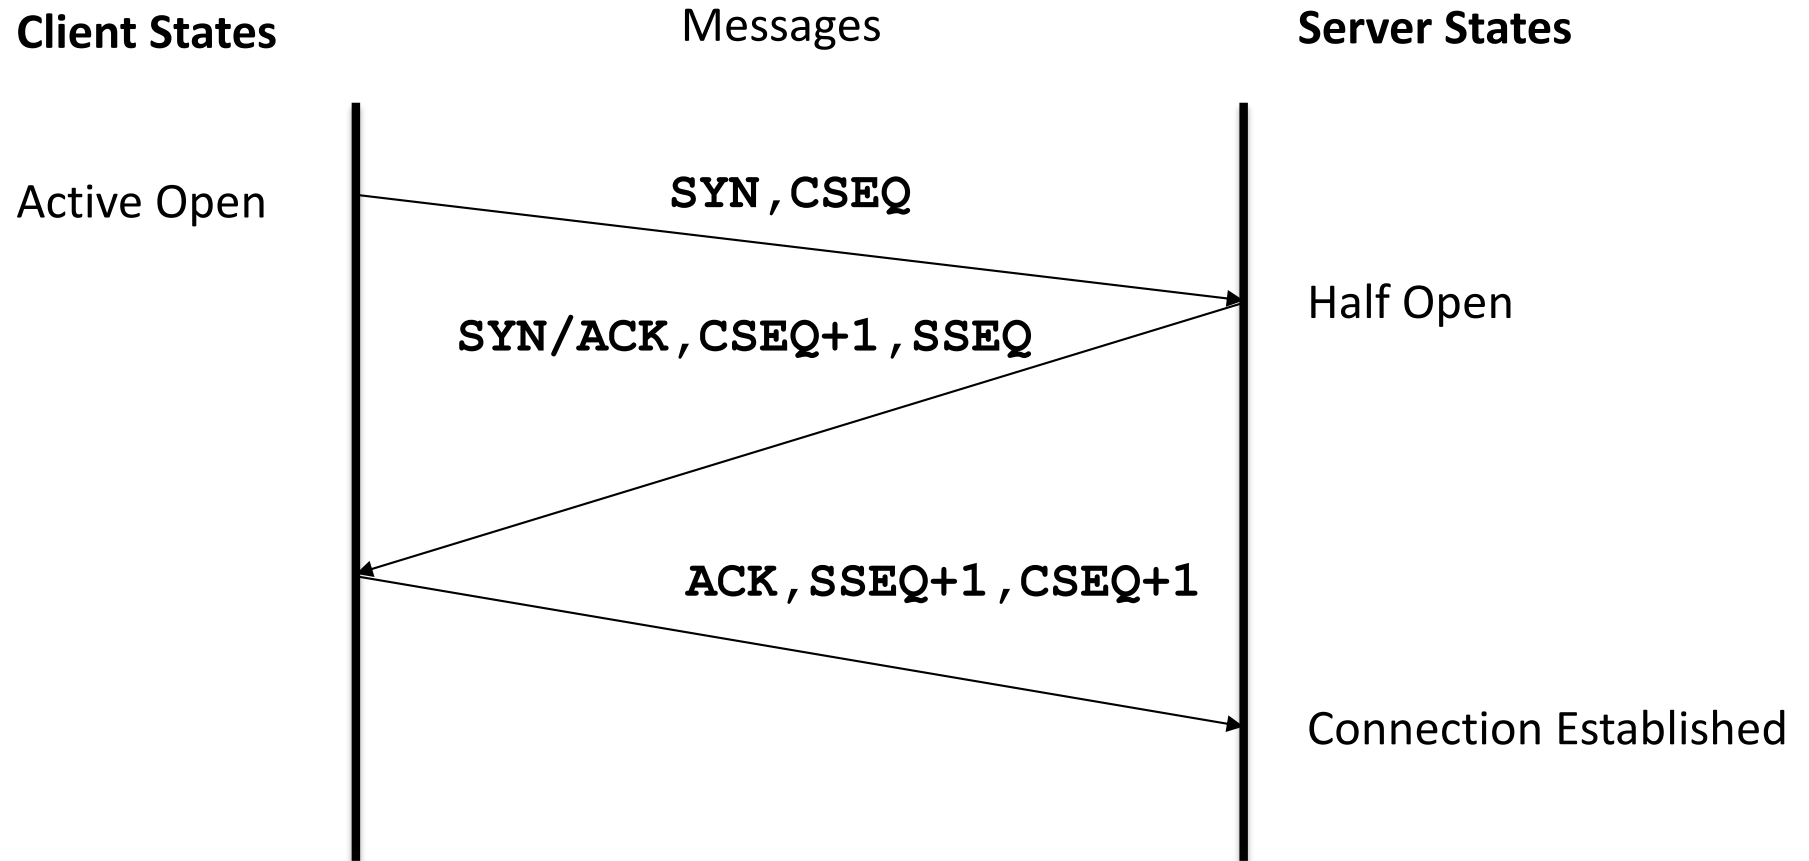 Client States
Messages
Server States
Active Open
SYN,CSEQ
Half Open
SYN/ACK,CSEQ+1,SSEQ
ACK,SSEQ+1,CSEQ+1
Connection Established